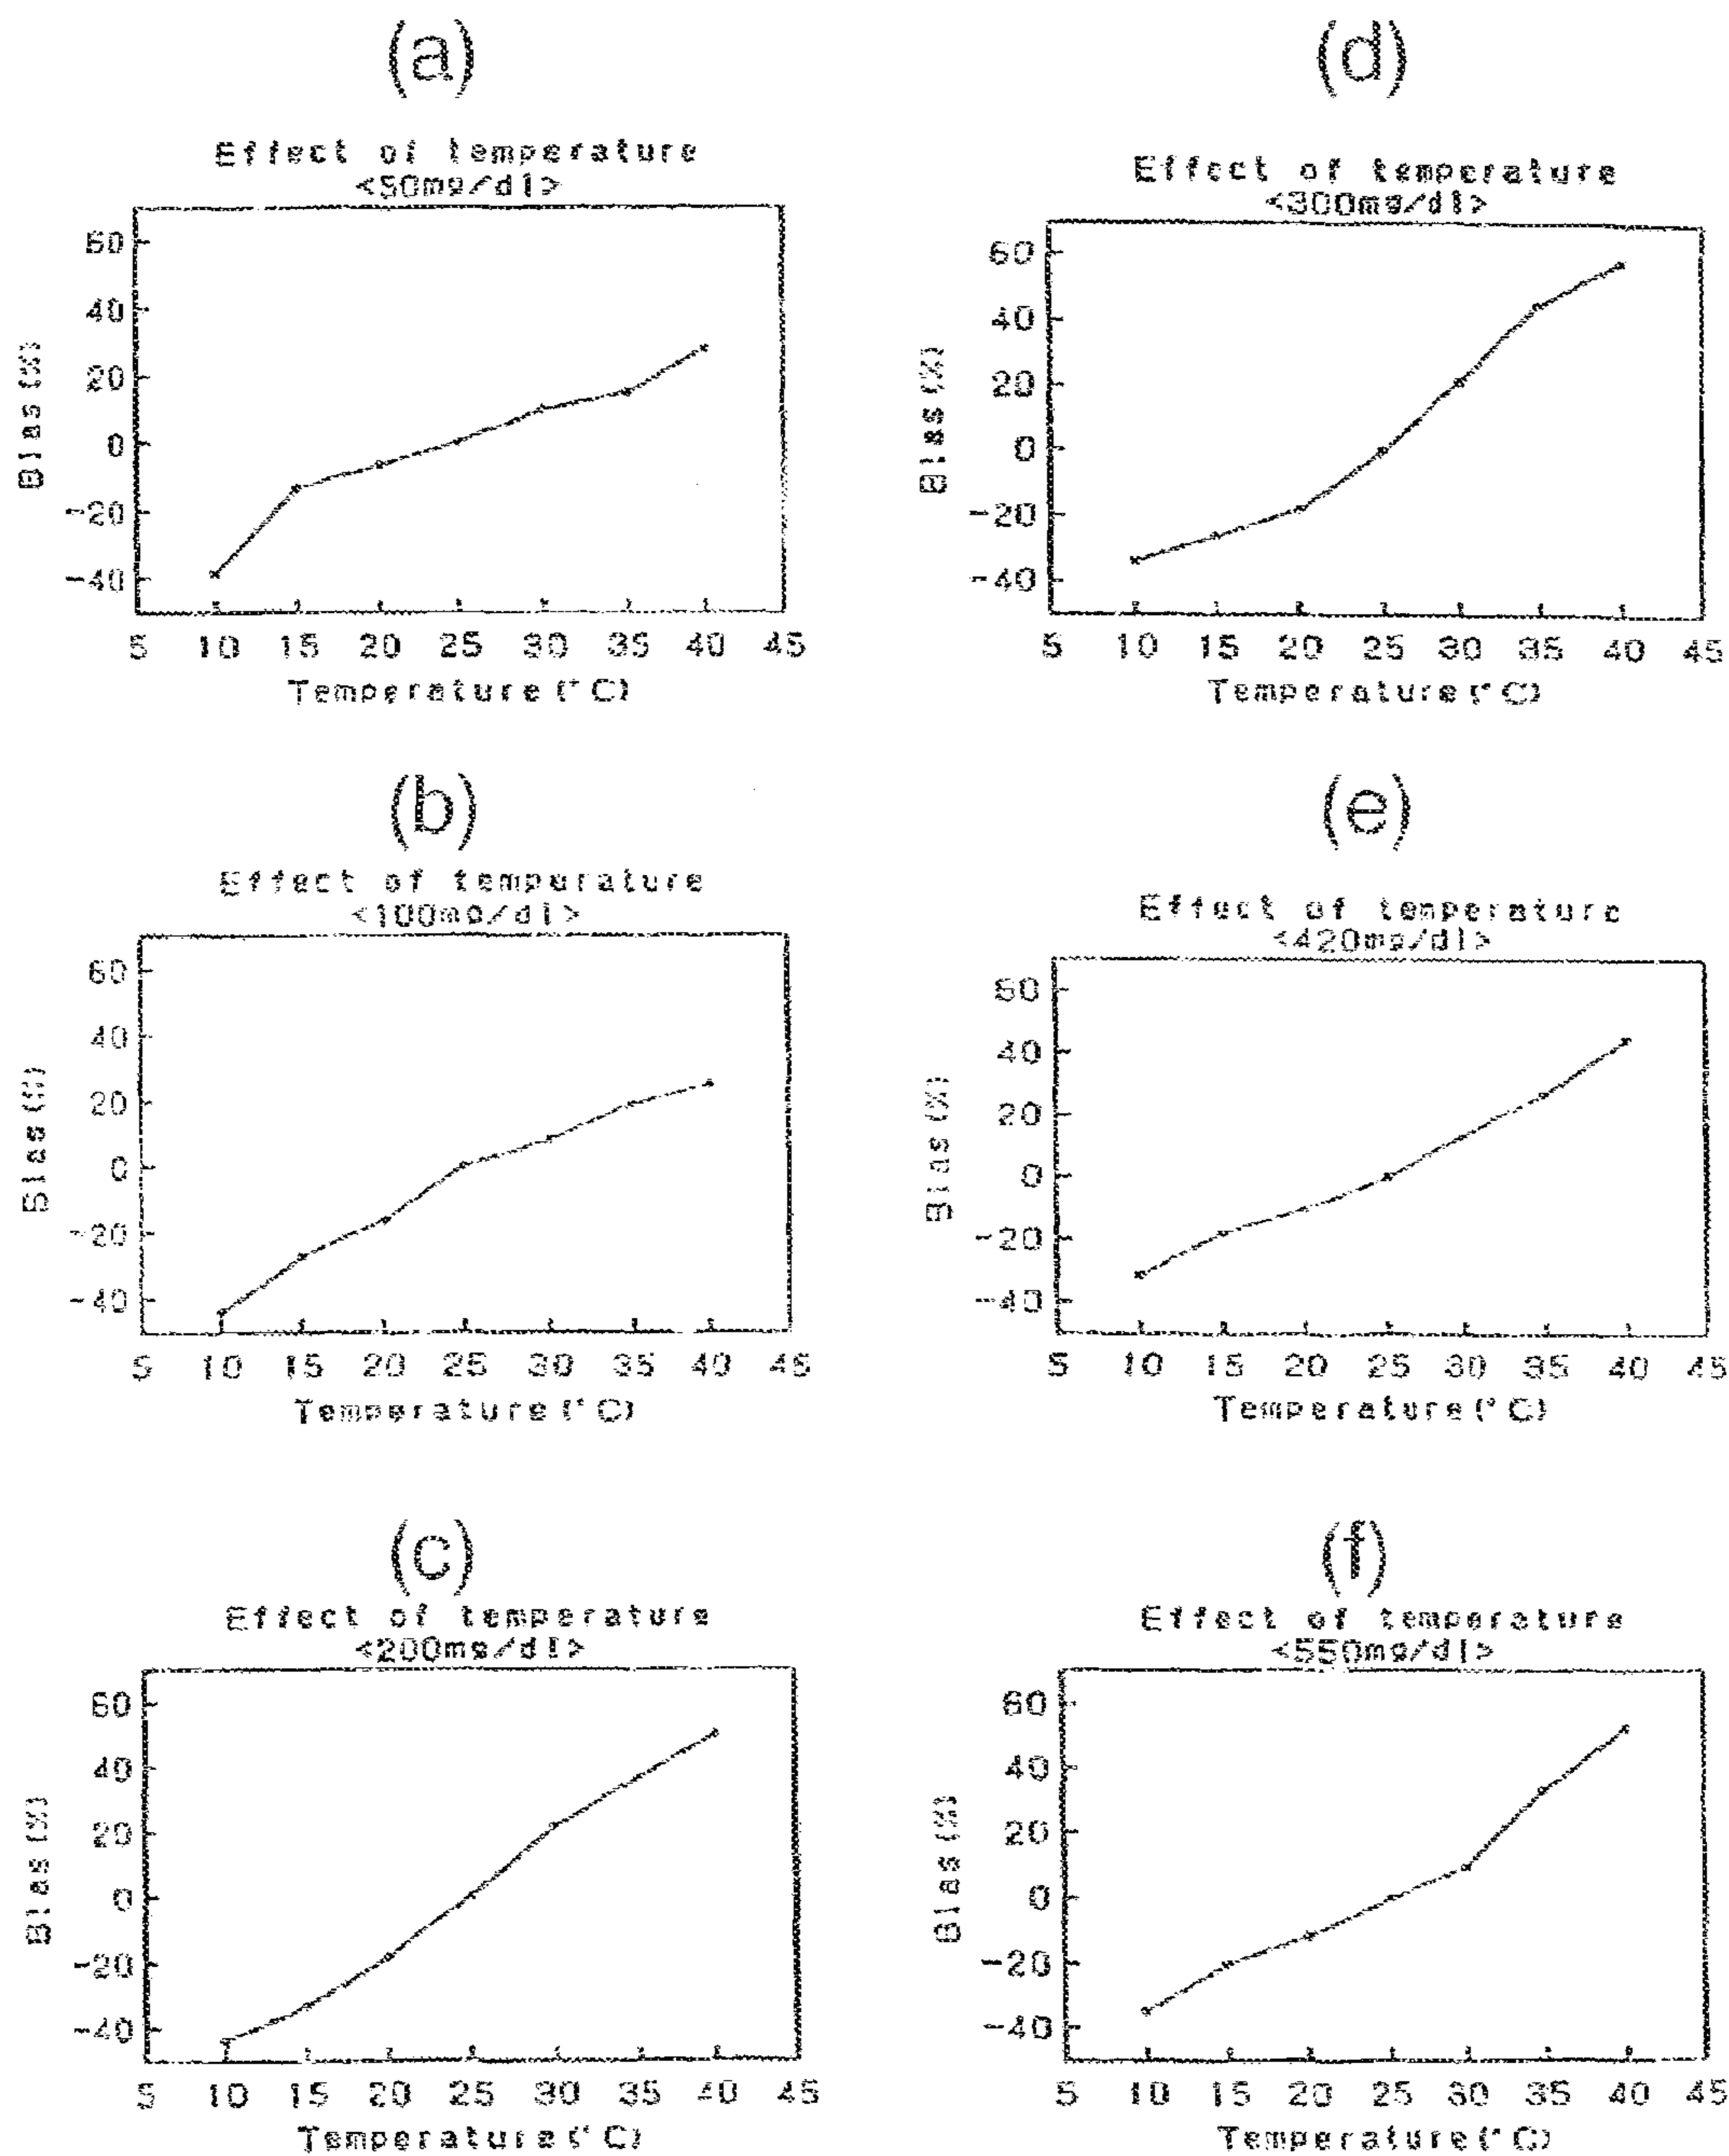 (a)
Effect of temperature
<50mg/dl>
60
40
20
0
-20
-40
Bias (%)
5 10 15 20 25 30 35 40 45
Temperature (°C)
(b)
Effect of temperature
<100mg/dl>
60
40
20
0
-20
-40
Bias (%)
5 10 15 20 25 30 35 40 45
Temperature (°C)
(c)
Effect of temperature
<200mg/dl>
60
40
20
0
-20
-40
Bias (%)
5 10 15 20 25 30 35 40 45
Temperature (°C)
(d)
Effect of temperature
<300mg/dl>
60
40
20
0
-20
-40
Bias (%)
5 10 15 20 25 30 35 40 45
Temperature (°C)
(e)
Effect of temperature
<420mg/dl>
60
40
20
0
-20
-40
Bias (%)
5 10 15 20 25 30 35 40 45
Temperature (°C)
(f)
Effect of temperature
<550mg/dl>
60
40
20
0
-20
-40
Bias (%)
5 10 15 20 25 30 35 40 45
Temperature (°C)